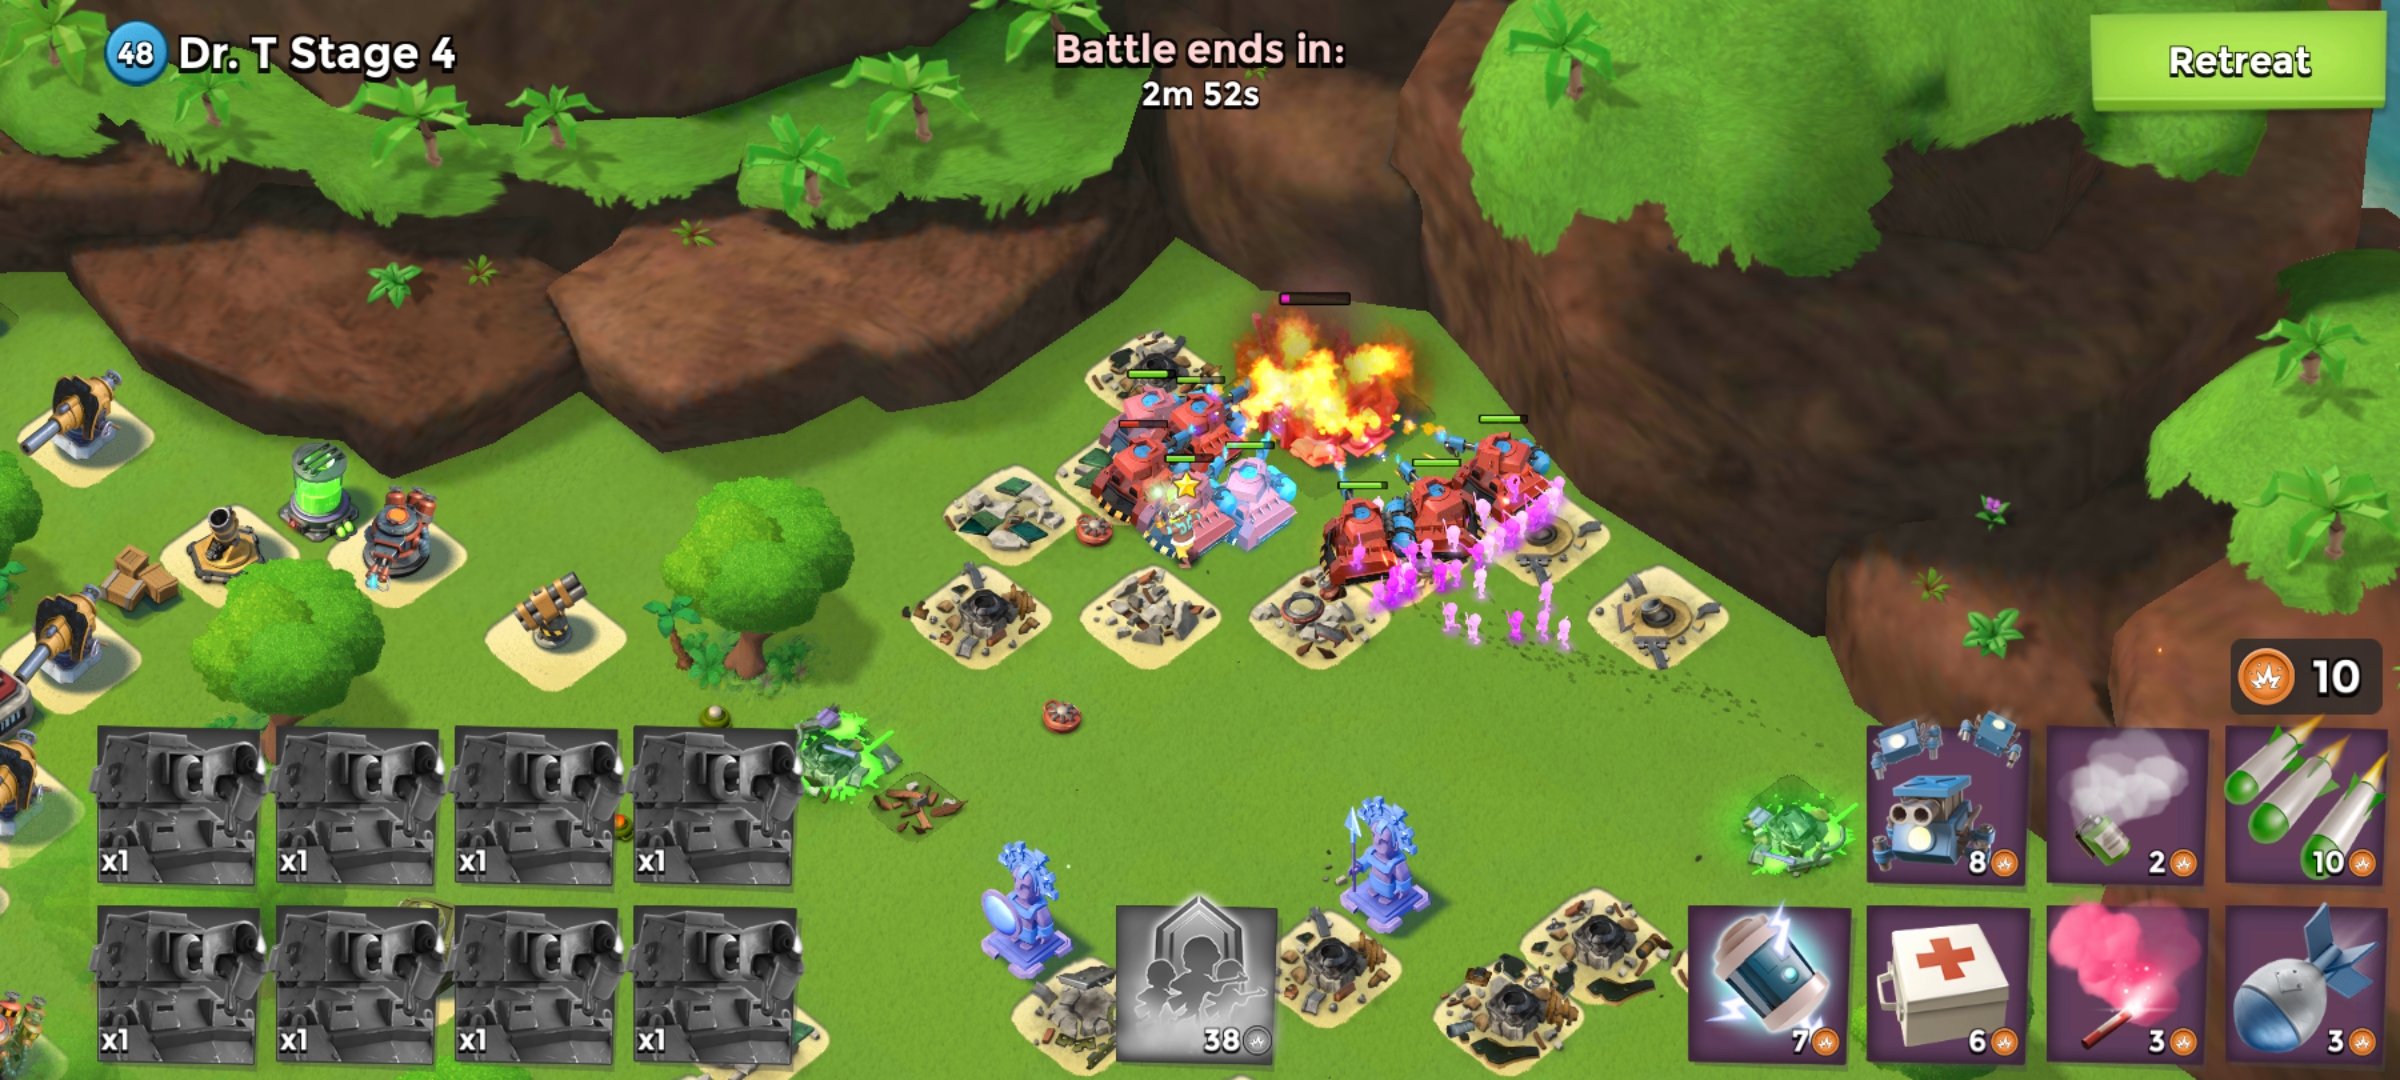 48 Dr. T Stage 4
Battle ends in:
2m 52s
Retreat
10
8
2
10
x1
x1
x1
x1
x1
x1
x1
x1
38
7
6
3
3